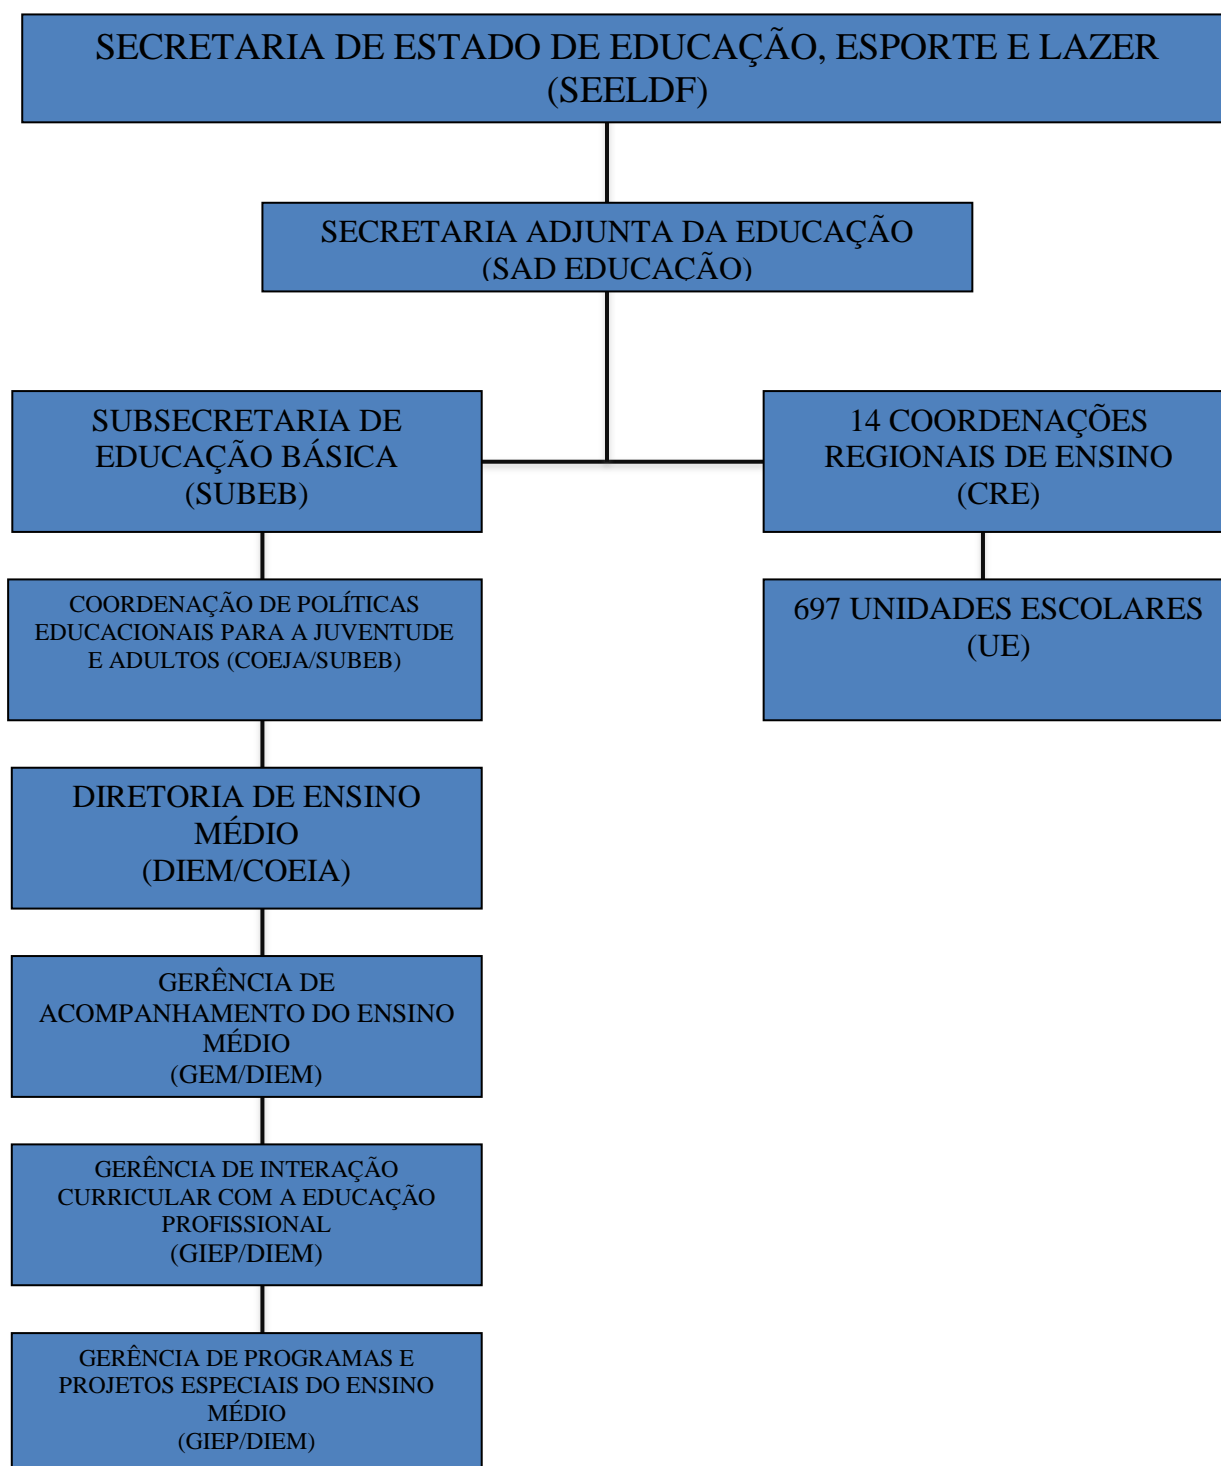 SECRETARIA DE ESTADO DE EDUCAÇÃO, ESPORTE E LAZER
(SEELDF)
SECRETARIA ADJUNTA DA EDUCAÇÃO
(SAD EDUCAÇÃO)
SUBSECRETARIA DE
EDUCAÇÃO BÁSICA
(SUBEB)
14 COORDENAÇÕES
REGIONAIS DE ENSINO
(CRE)
COORDENAÇÃO DE POLÍTICAS
EDUCACIONAIS PARA A JUVENTUDE
E ADULTOS (COEJA/SUBEB)
697 UNIDADES ESCOLARES
(UE)
DIRETORIA DE ENSINO
MÉDIO
(DIEM/COEIA)
GERÊNCIA DE
ACOMPANHAMENTO DO ENSINO
MÉDIO
(GEM/DIEM)
GERÊNCIA DE INTERAÇÃO
CURRICULAR COM A EDUCAÇÃO
PROFISSIONAL
(GIEP/DIEM)
GERÊNCIA DE PROGRAMAS E
PROJETOS ESPECIAIS DO ENSINO
MÉDIO
(GIEP/DIEM)